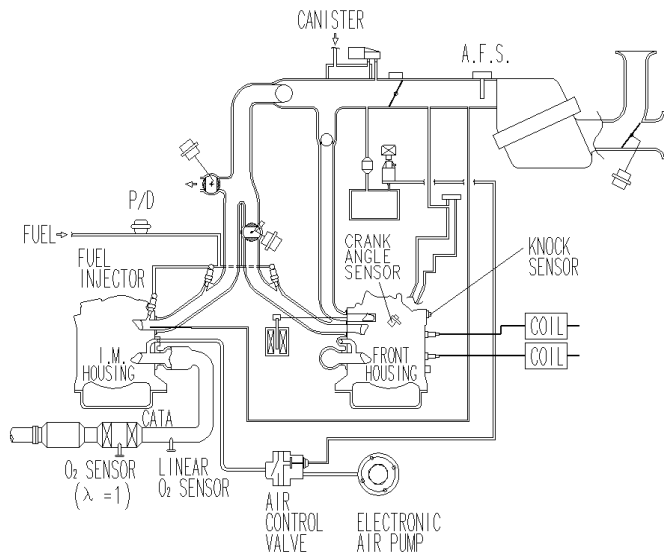 CANISTER
A.F.S.
P/D
FUEL
FUEL
INJECTOR
CRANK
ANGLE
SENSOR
KNOCK
SENSOR
COIL
COIL
I.M.
HOUSING
FRONT
HOUSING
CATA
O₂ SENSOR
(λ =1)
LINEAR
O₂ SENSOR
AIR
CONTROL
VALVE
ELECTRONIC
AIR PUMP